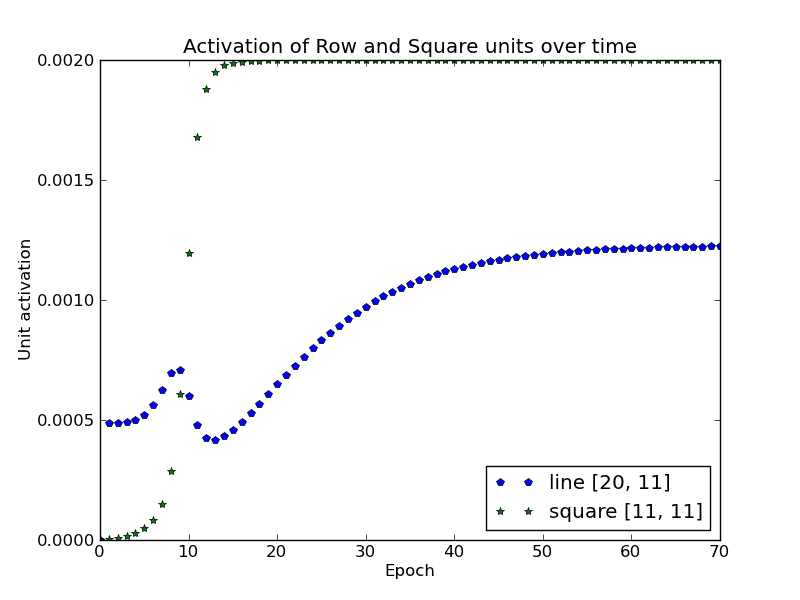 Activation of Row and Square units over time
0.0020
0.0015
0.0010
0.0005
0.0000
Unit activation
line [20, 11]
square [11, 11]
0 10 20 30 40 50 60 70
Epoch